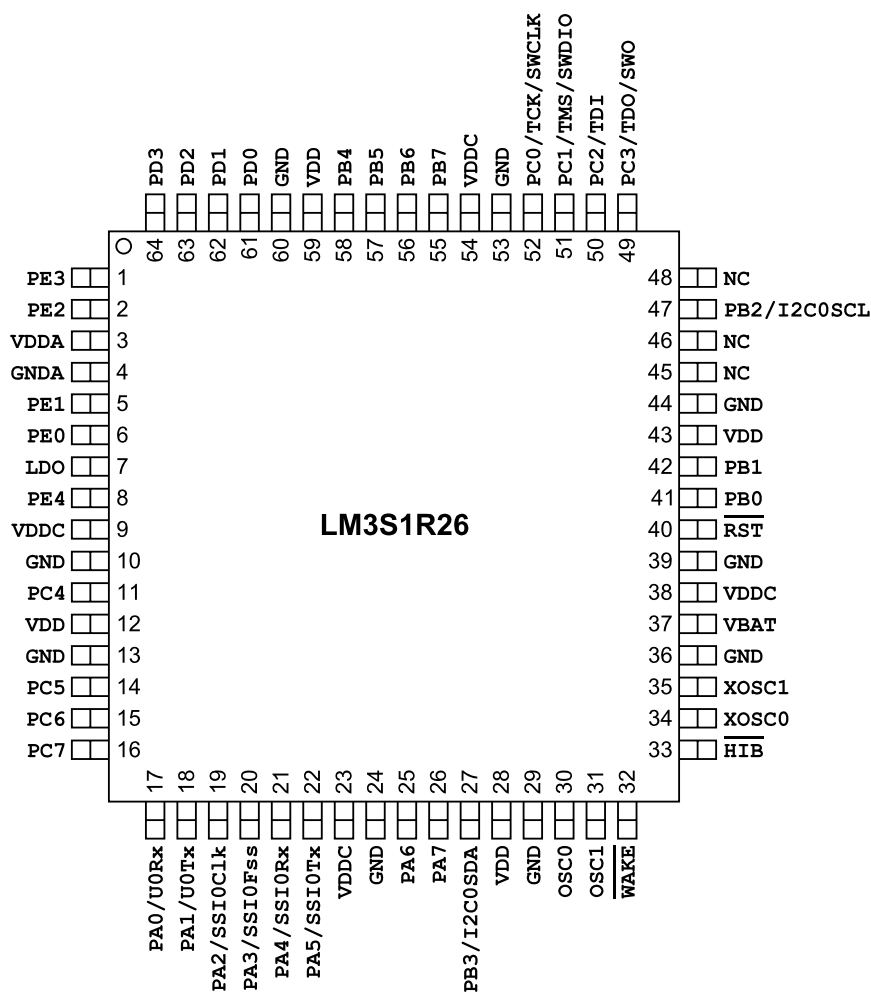 PD3
PD2
PD1
PD0
GND
VDD
PB4
PB5
PB6
PB7
VDDC
GND
PC0/TCK/SWCLK
PC1/TMS/SWDIO
PC2/TDI
PC3/TDO/SWO
64
63
62
61
60
59
58
57
56
55
54
53
52
51
50
49
PE3 1
PE2 2
VDDA 3
GNDA 4
PE1 5
PE0 6
LDO 7
PE4 8
VDDC 9
GND 10
PC4 11
VDD 12
GND 13
PC5 14
PC6 15
PC7 16
LM3S1R26
48 NC
47 PB2/I2C0SCL
46 NC
45 NC
44 GND
43 VDD
42 PB1
41 PB0
40 RST
39 GND
38 VDDC
37 VBAT
36 GND
35 XOSC1
34 XOSC0
33 HIB
17
18
19
20
21
22
23
24
25
26
27
28
29
30
31
32
PA0/U0Rx
PA1/U0Tx
PA2/SSI0Clk
PA3/SSI0Fss
PA4/SSI0Rx
PA5/SSI0Tx
VDDC
GND
PA6
PA7
PB3/I2C0SDA
VDD
GND
OSC0
OSC1
WAKE